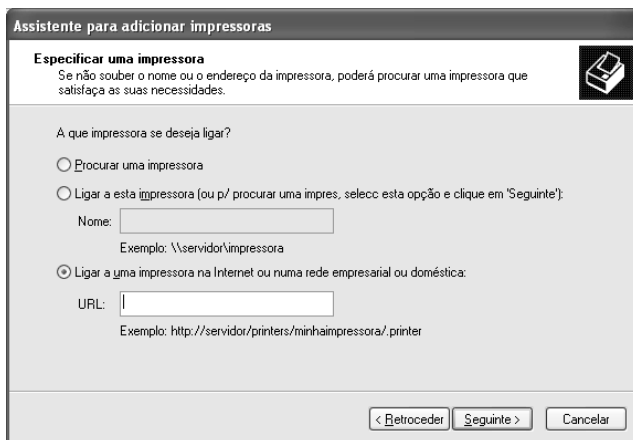 Assistente para adicionar impressoras
Especificar uma impressora
Se não souber o nome ou o endereço da impressora, poderá procurar uma impressora que
satisfaça as suas necessidades.
A que impressora se deseja ligar?
Procurar uma impressora
Ligar a esta impressora (ou p/ procurar uma impres, selecc esta opção e clique em 'Seguinte'):
Nome:
Exemplo: \\servidor\impressora
Ligar a uma impressora na Internet ou numa rede empresarial ou doméstica:
URL:
Exemplo: http://servidor/printers/minhaimpressora/.printer
< Retroceder Seguinte > Cancelar